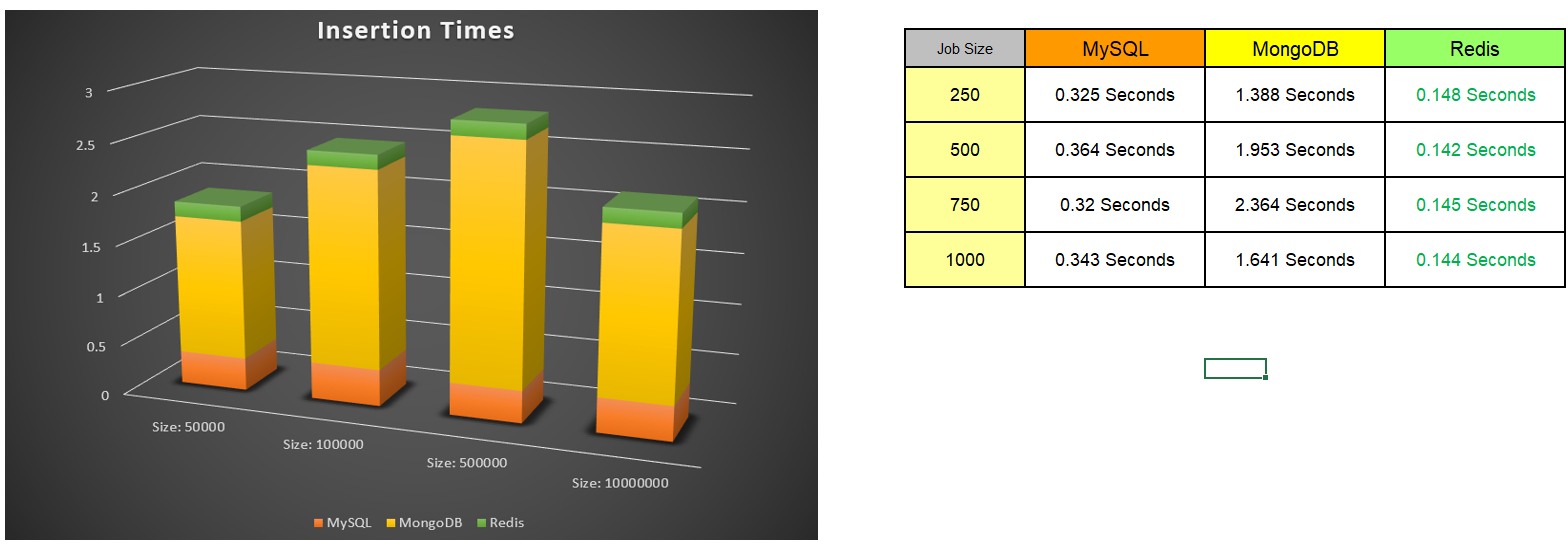 Insertion Times
3
2.5
2
1.5
1
0.5
0
Size: 50000
Size: 100000
Size: 500000
Size: 10000000
MySQL MongoDB Redis
Job Size MySQL MongoDB Redis
250 0.325 Seconds 1.388 Seconds 0.148 Seconds
500 0.364 Seconds 1.953 Seconds 0.142 Seconds
750 0.32 Seconds 2.364 Seconds 0.145 Seconds
1000 0.343 Seconds 1.641 Seconds 0.144 Seconds